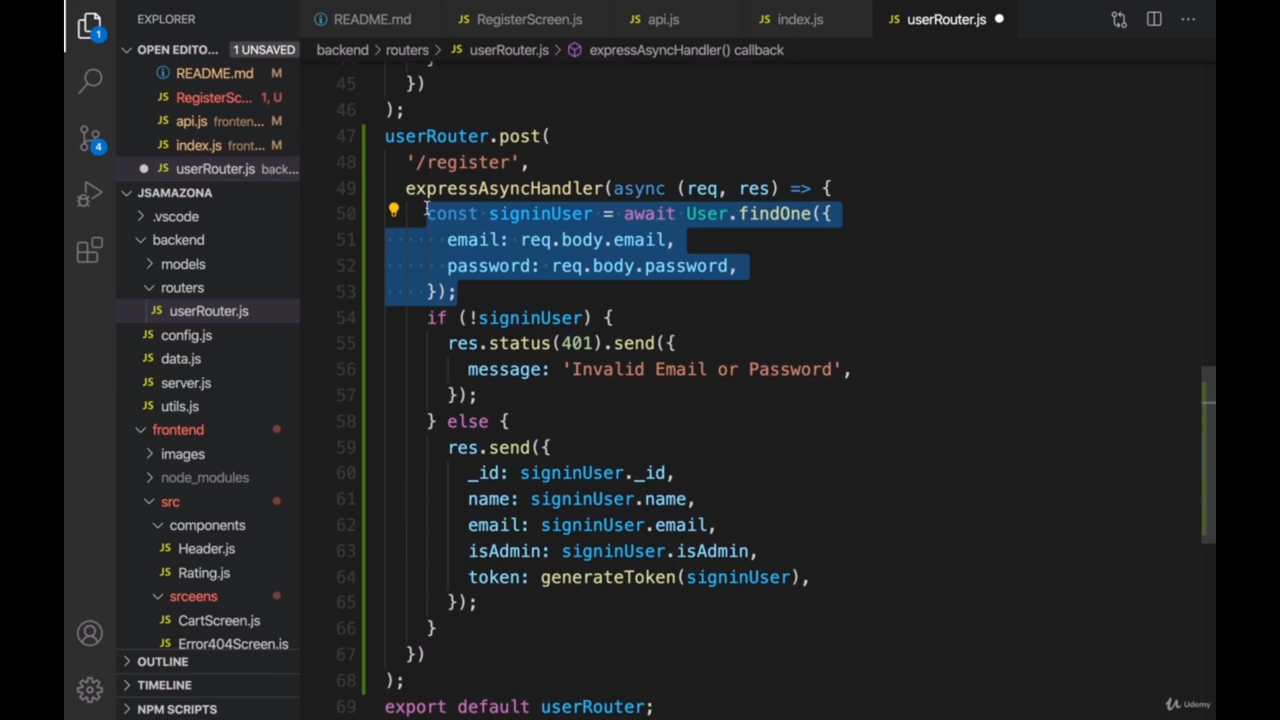 EXPLORER
README.md
RegisterScreen.js
api.js
index.js
userRouter.js
OPEN EDITO... 1 UNSAVED
backend > routers > userRouter.js > expressAsyncHandler() callback
README.md M
RegisterSc... 1, U
api.js fronten... M
index.js front... M
userRouter.js back...
JSAMAZONA
.vscode
backend
models
routers
userRouter.js
config.js
data.js
server.js
utils.js
frontend
images
node_modules
src
components
Header.js
Rating.js
srceens
CartScreen.js
Error404Screen.js
OUTLINE
TIMELINE
NPM SCRIPTS
1
4
45 })
46 );
47 userRouter.post(
48 '/register',
49 expressAsyncHandler(async (req, res) => {
50 const signinUser = await User.findOne({
51 email: req.body.email,
52 password: req.body.password,
53 });
54 if (!signinUser) {
55 res.status(401).send({
56 message: 'Invalid Email or Password',
57 });
58 } else {
59 res.send({
60 _id: signinUser._id,
61 name: signinUser.name,
62 email: signinUser.email,
63 isAdmin: signinUser.isAdmin,
64 token: generateToken(signinUser),
65 });
66 }
67 })
68 );
69 export default userRouter;
Udemy